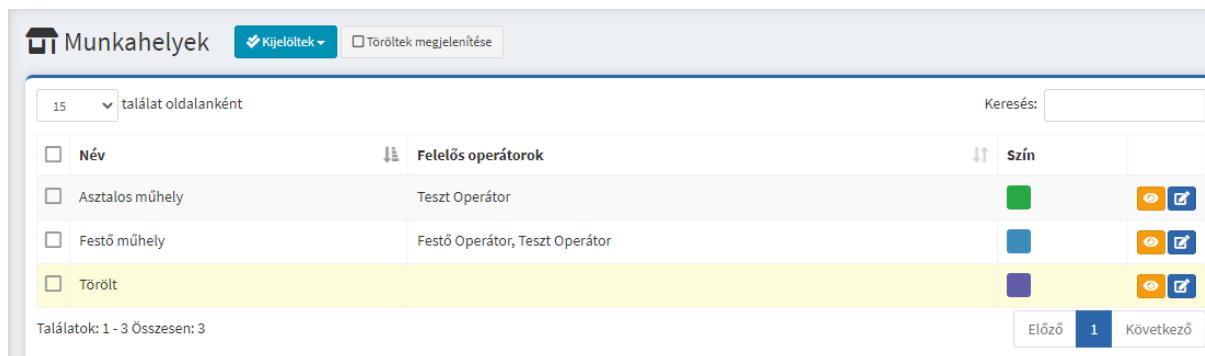 Munkahelyek Kijelöltek Töröltek megjelenítése
15 találat oldalanként Keresés:
Név Felelős operátorok Szín
Asztalos műhely Teszt Operátor
Festő műhely Festő Operátor, Teszt Operátor
Törölt
Találatok: 1 - 3 Összesen: 3 Előző 1 Következő